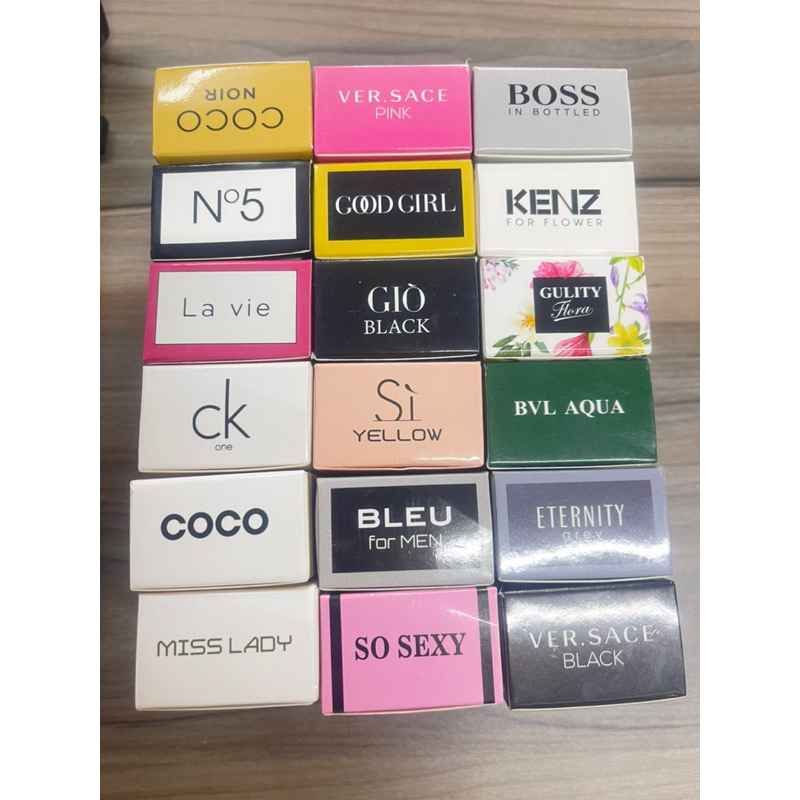 COCO
NOIR
VER.SACE
PINK
BOSS
IN BOTTLED
Nº5
GOOD GIRL
KENZ
FOR FLOWER
La vie
GIÒ
BLACK
GULITY
Flora
ck
one
Sì
YELLOW
BVL AQUA
COCO
BLEU
for MEN
ETERNITY
grey
MISS LADY
SO SEXY
VER.SACE
BLACK